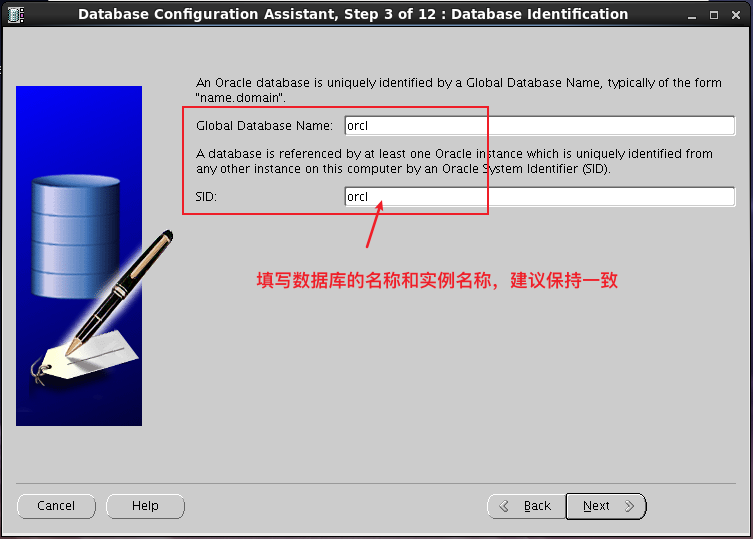 Database Configuration Assistant, Step 3 of 12 : Database Identification
An Oracle database is uniquely identified by a Global Database Name, typically of the form
"name.domain".
Global Database Name: orcl
A database is referenced by at least one Oracle instance which is uniquely identified from
any other instance on this computer by an Oracle System Identifier (SID).
SID: orcl
填写数据库的名称和实例名称，建议保持一致
Cancel Help Back Next